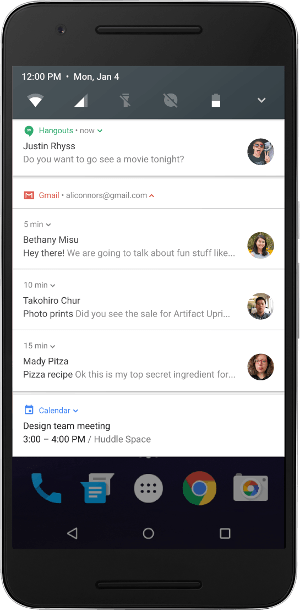 12:00 PM • Mon, Jan 4
Hangouts • now
Justin Rhyss
Do you want to go see a movie tonight?
Gmail • aliconnors@gmail.com
5 min
Bethany Misu
Hey there! We are going to talk about fun stuff like...
10 min
Takohiro Chur
Photo prints Did you see the sale for Artifact Upri...
15 min
Mady Pitza
Pizza recipe Ok this is my top secret ingredient for...
Calendar
Design team meeting
3:00 – 4:00 PM / Huddle Space